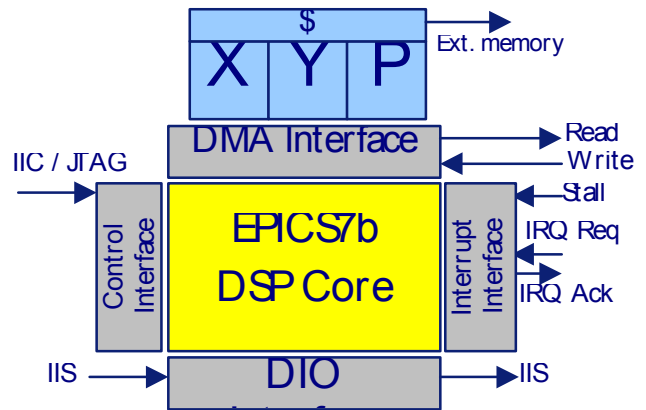 $
Ext. memory
X Y P
DMA Interface
Read
Write
IIC / JTAG
Stall
Control
Interface
EPICS7b
DSP Core
Interrupt
Interface
IRQ Req
IRQ Ack
IIS
DIO
IIS